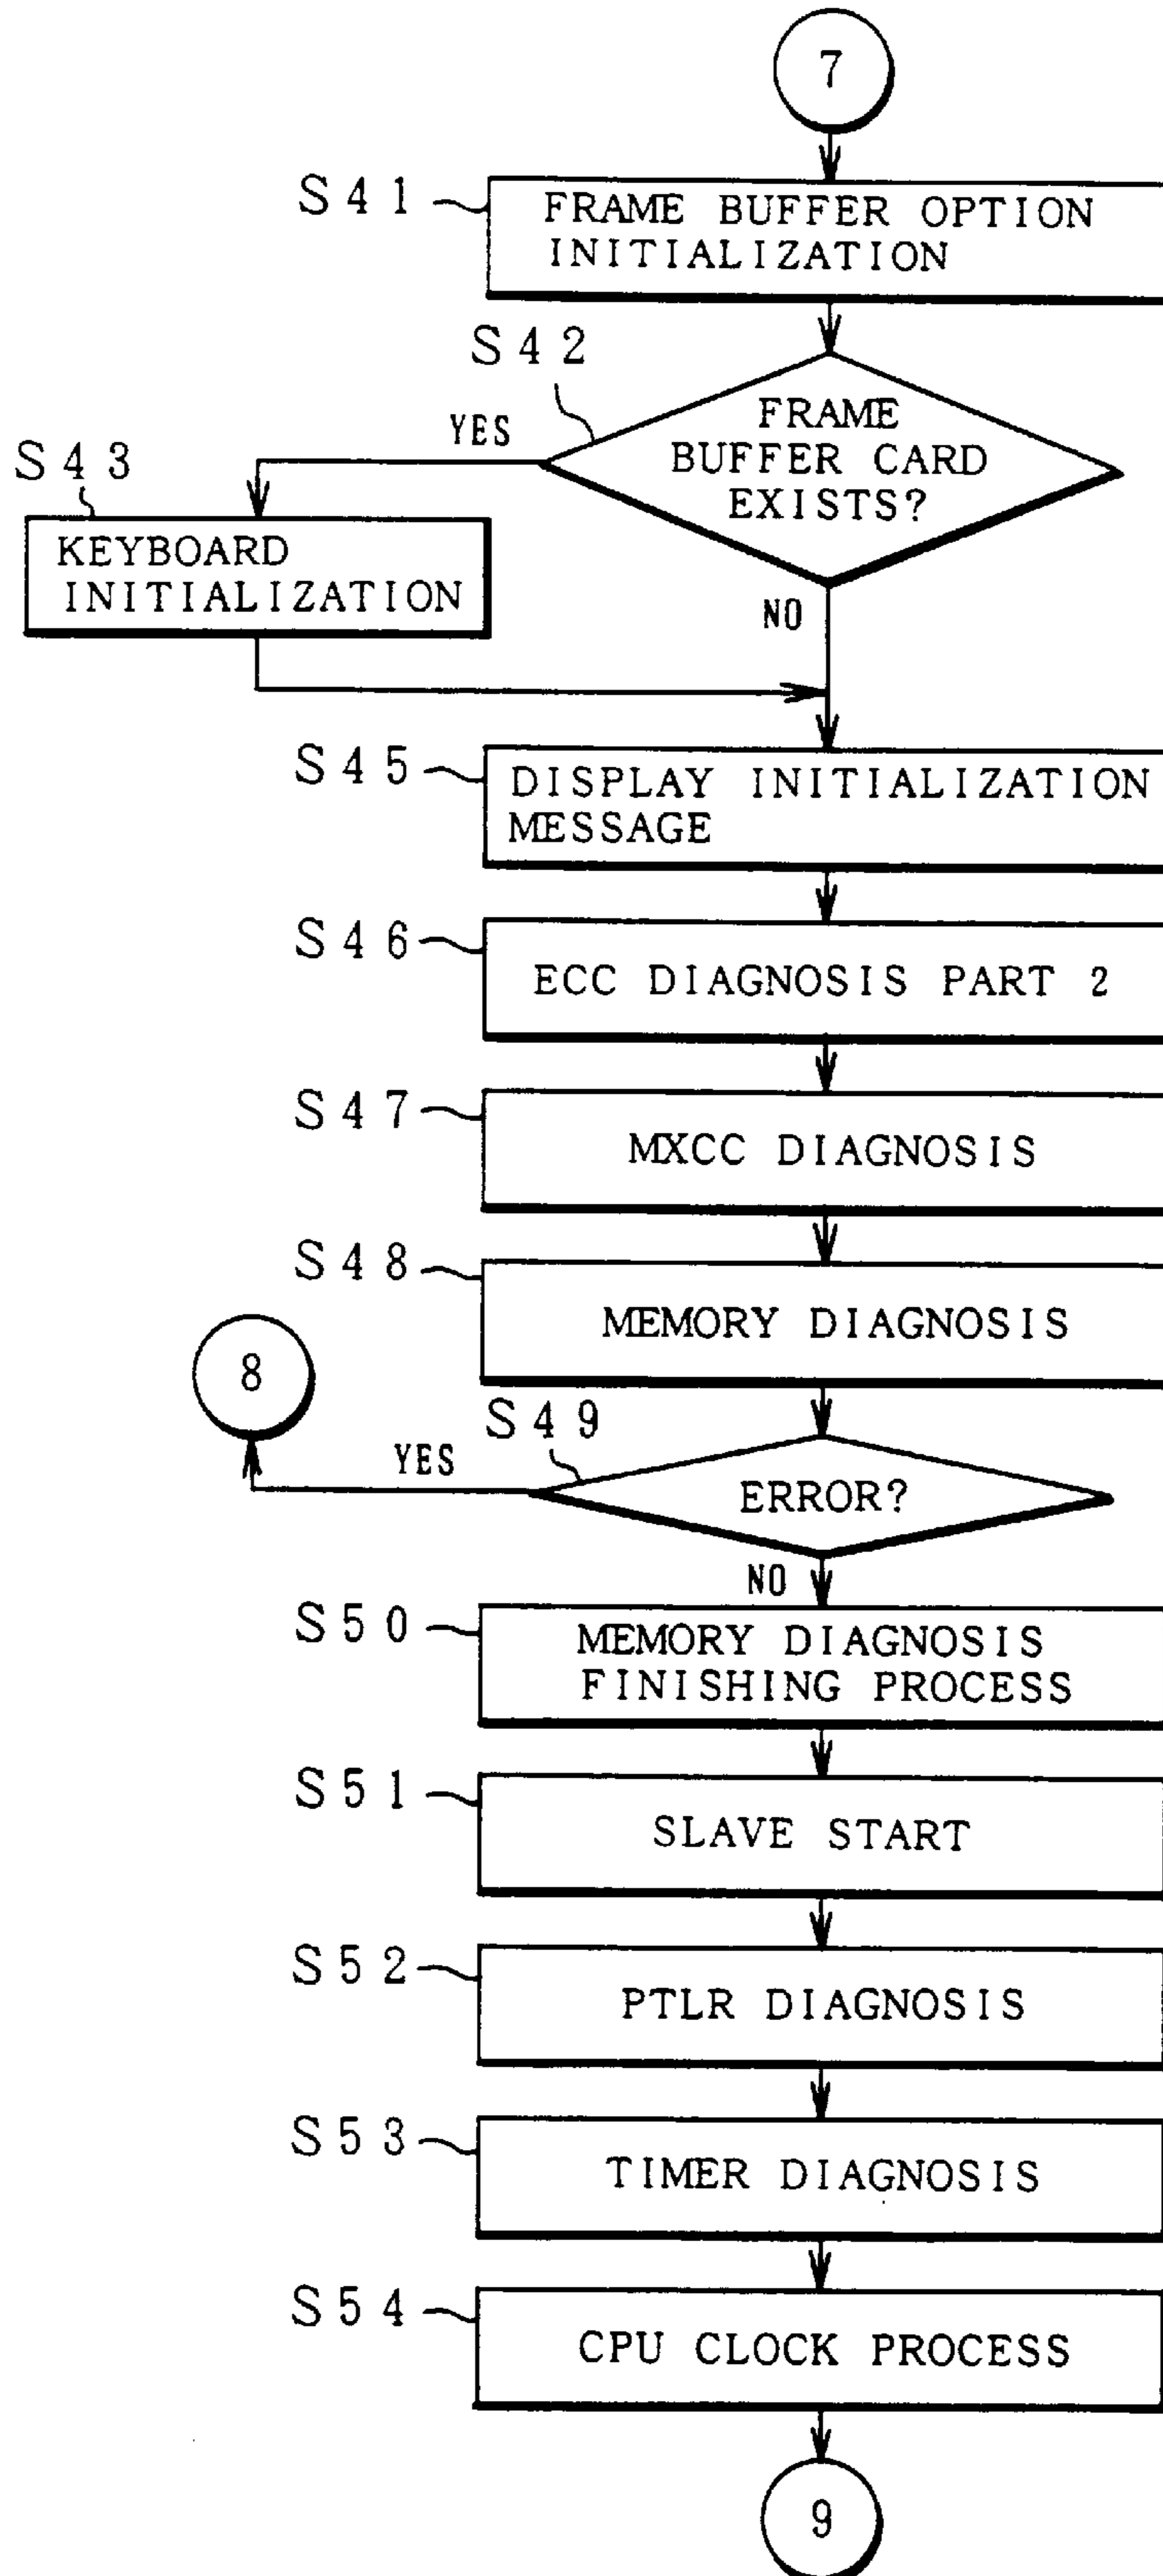 7
S41
FRAME BUFFER OPTION
INITIALIZATION
S42
FRAME
BUFFER CARD
EXISTS?
YES
S43
KEYBOARD
INITIALIZATION
NO
S45
DISPLAY INITIALIZATION
MESSAGE
S46
ECC DIAGNOSIS PART 2
S47
MXCC DIAGNOSIS
S48
MEMORY DIAGNOSIS
8
S49
YES
ERROR?
NO
S50
MEMORY DIAGNOSIS
FINISHING PROCESS
S51
SLAVE START
S52
PTLR DIAGNOSIS
S53
TIMER DIAGNOSIS
S54
CPU CLOCK PROCESS
9